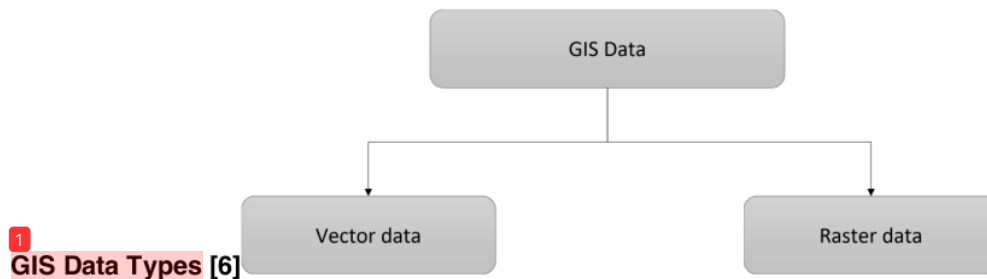 GIS Data
Vector data
Raster data
1
GIS Data Types [6]